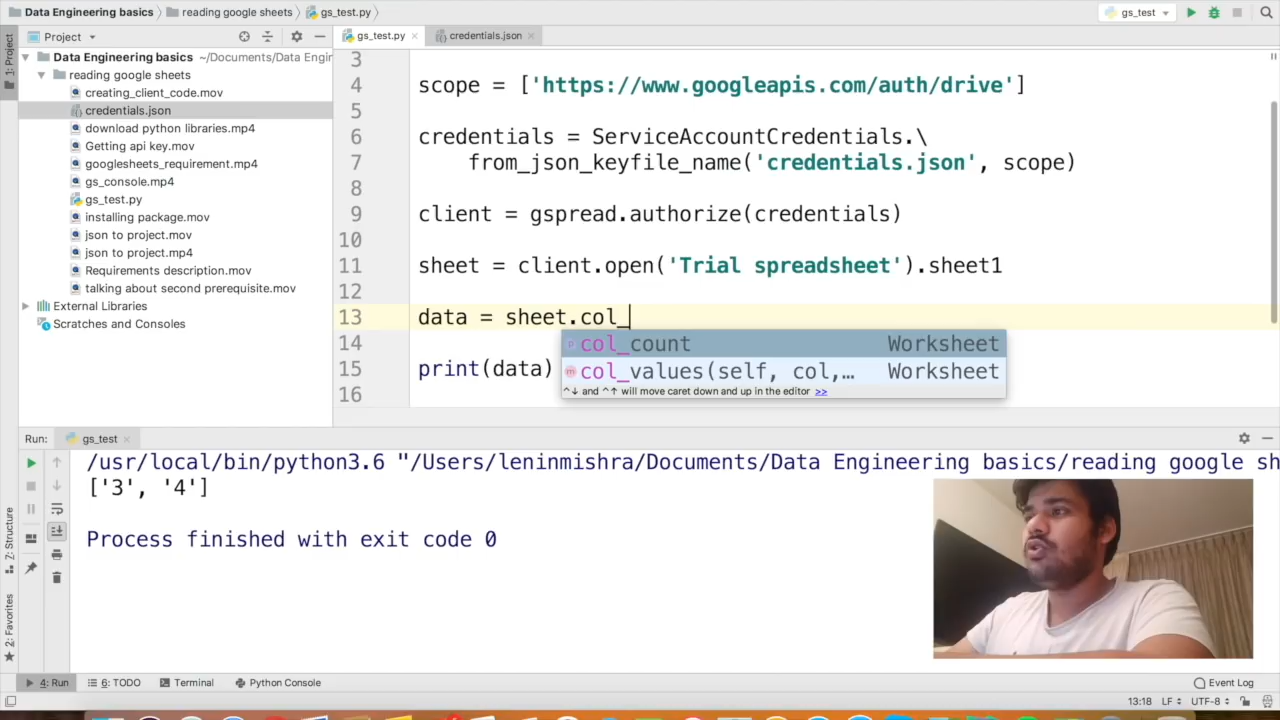 Data Engineering basics
reading google sheets
gs_test.py
gs_test
1: Project
Project
gs_test.py
credentials.json
Data Engineering basics ~/Documents/Data Engir
reading google sheets
creating_client_code.mov
credentials.json
download python libraries.mp4
Getting api key.mov
googlesheets_requirement.mp4
gs_console.mp4
gs_test.py
installing package.mov
json to project.mov
json to project.mp4
Requirements description.mov
talking about second prerequisite.mov
External Libraries
Scratches and Consoles
3
4 scope = ['https://www.googleapis.com/auth/drive']
5
6 credentials = ServiceAccountCredentials.\
7 from_json_keyfile_name('credentials.json', scope)
8
9 client = gspread.authorize(credentials)
10
11 sheet = client.open('Trial spreadsheet').sheet1
12
13 data = sheet.col_
col_count Worksheet
col_values(self, col,… Worksheet
^↓ and ^↑ will move caret down and up in the editor >>
14
15 print(data)
16
Run: gs_test
/usr/local/bin/python3.6 "/Users/leninmishra/Documents/Data Engineering basics/reading google sh
['3', '4']
Process finished with exit code 0
7: Structure
2: Favorites
4: Run
6: TODO
Terminal
Python Console
Event Log
13:18 LF UTF-8